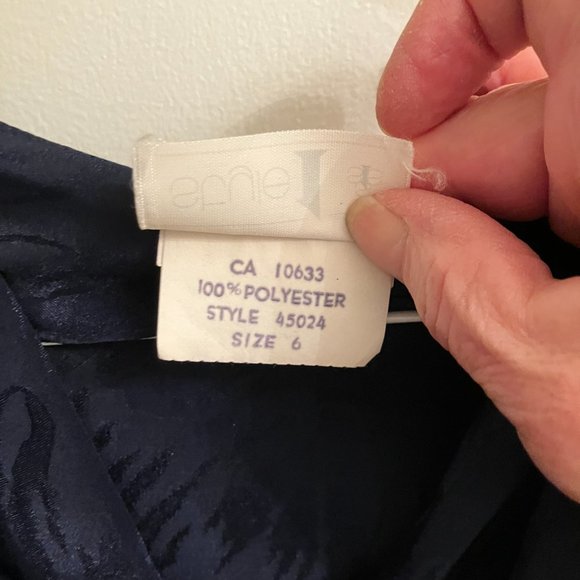 CA 10633
100% POLYESTER
STYLE 45024
SIZE 6